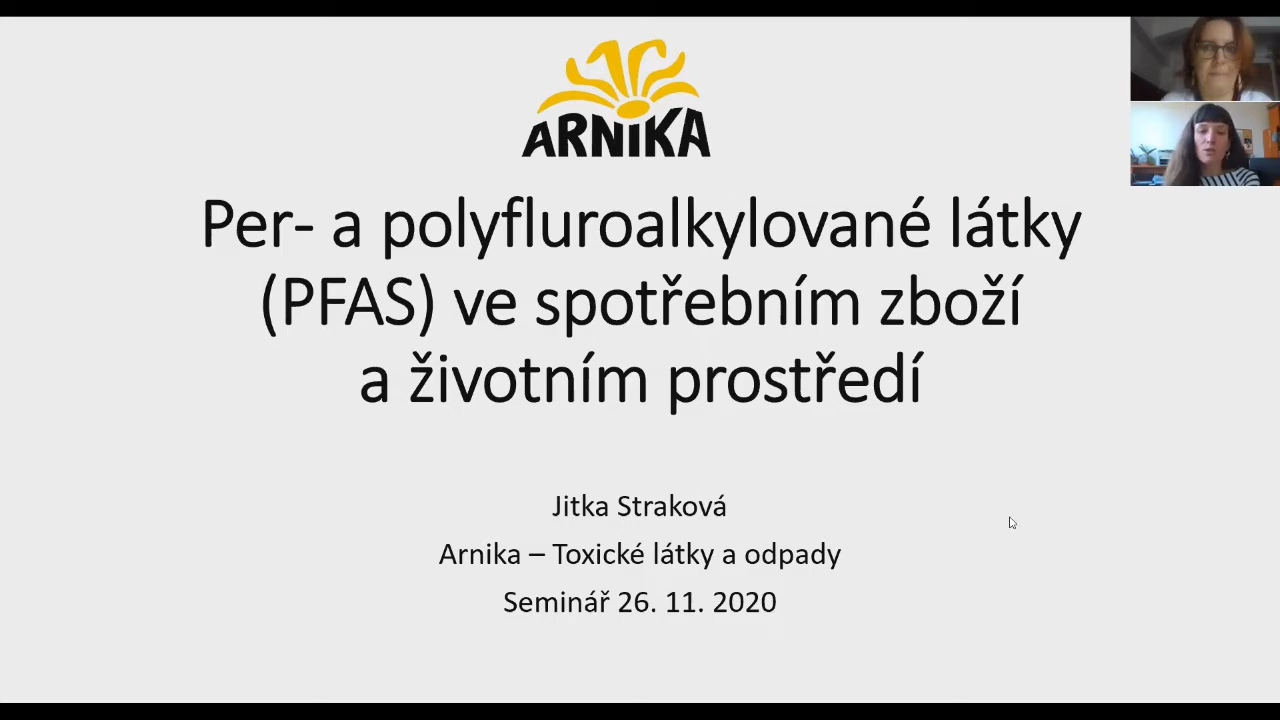 ARNIKA
Per- a polyfluroalkylované látky
(PFAS) ve spotřebním zboží
a životním prostředí
Jitka Straková
Arnika – Toxické látky a odpady
Seminář 26. 11. 2020